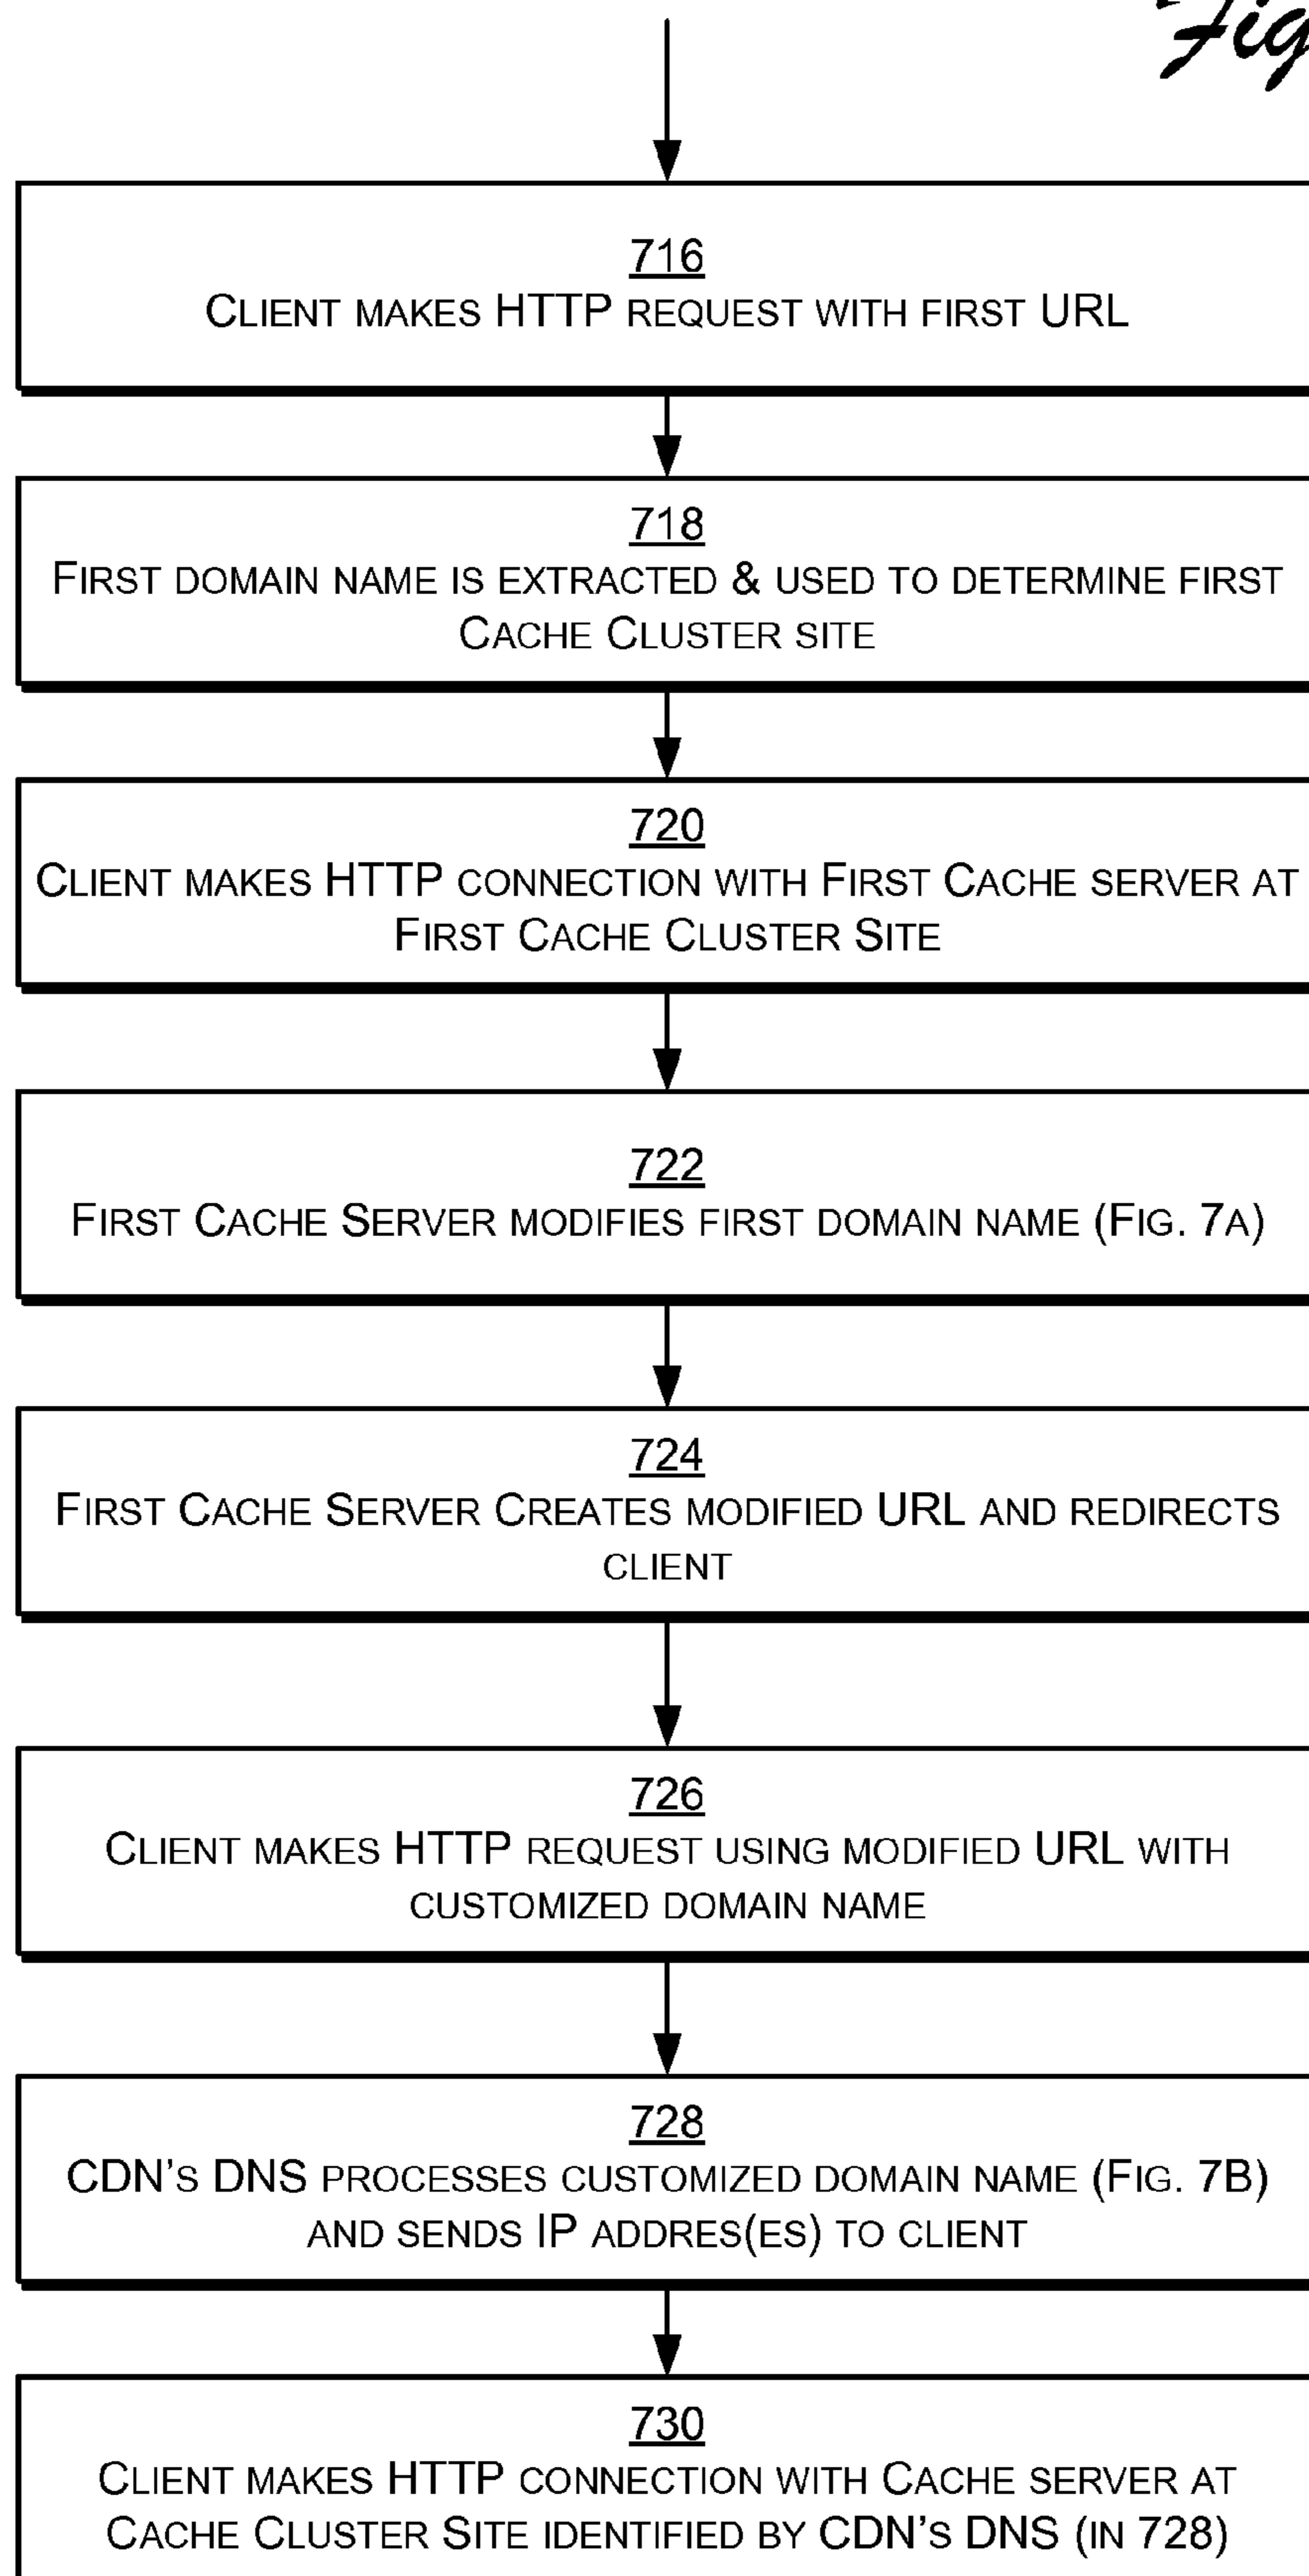 Fig
716
CLIENT MAKES HTTP REQUEST WITH FIRST URL
718
FIRST DOMAIN NAME IS EXTRACTED & USED TO DETERMINE FIRST
CACHE CLUSTER SITE
720
CLIENT MAKES HTTP CONNECTION WITH FIRST CACHE SERVER AT
FIRST CACHE CLUSTER SITE
722
FIRST CACHE SERVER MODIFIES FIRST DOMAIN NAME (FIG. 7A)
724
FIRST CACHE SERVER CREATES MODIFIED URL AND REDIRECTS
CLIENT
726
CLIENT MAKES HTTP REQUEST USING MODIFIED URL WITH
CUSTOMIZED DOMAIN NAME
728
CDN'S DNS PROCESSES CUSTOMIZED DOMAIN NAME (FIG. 7B)
AND SENDS IP ADDRES(ES) TO CLIENT
730
CLIENT MAKES HTTP CONNECTION WITH CACHE SERVER AT
CACHE CLUSTER SITE IDENTIFIED BY CDN'S DNS (IN 728)